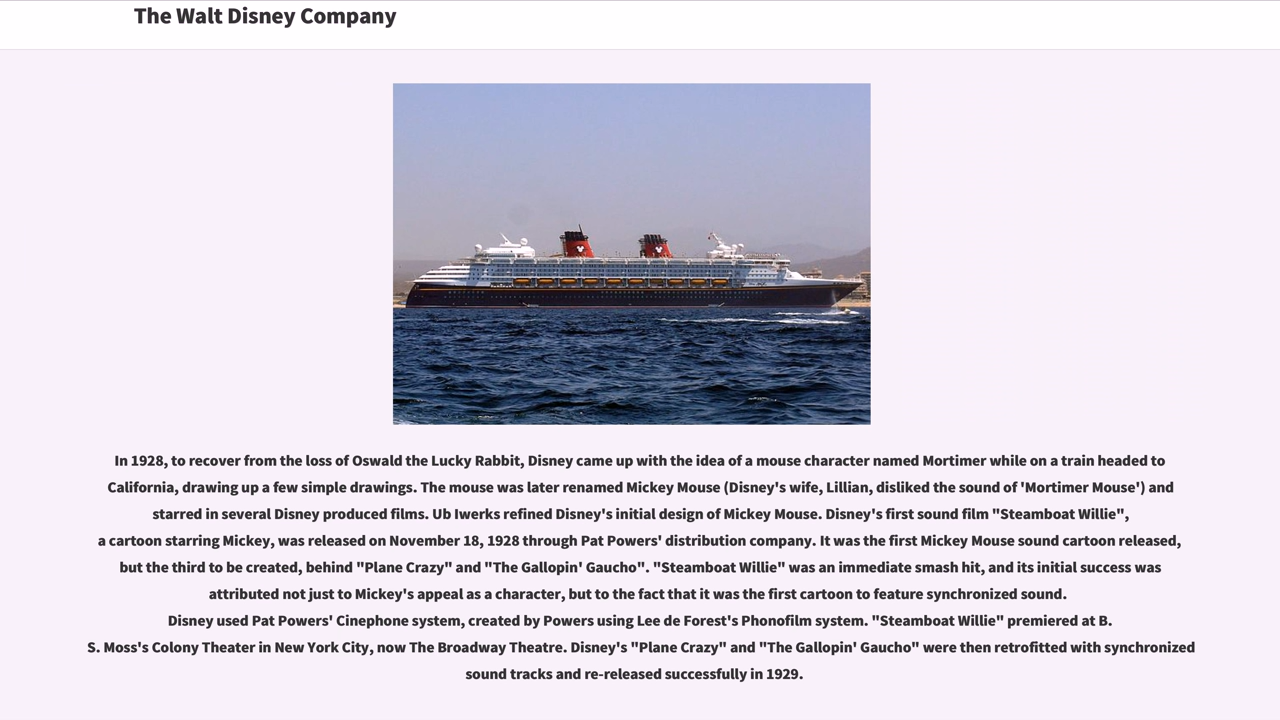 The Walt Disney Company
In 1928, to recover from the loss of Oswald the Lucky Rabbit, Disney came up with the idea of a mouse character named Mortimer while on a train headed to
California, drawing up a few simple drawings. The mouse was later renamed Mickey Mouse (Disney's wife, Lillian, disliked the sound of 'Mortimer Mouse') and
starred in several Disney produced films. Ub Iwerks refined Disney's initial design of Mickey Mouse. Disney's first sound film "Steamboat Willie",
a cartoon starring Mickey, was released on November 18, 1928 through Pat Powers' distribution company. It was the first Mickey Mouse sound cartoon released,
but the third to be created, behind "Plane Crazy" and "The Gallopin' Gaucho". "Steamboat Willie" was an immediate smash hit, and its initial success was
attributed not just to Mickey's appeal as a character, but to the fact that it was the first cartoon to feature synchronized sound.
Disney used Pat Powers' Cinephone system, created by Powers using Lee de Forest's Phonofilm system. "Steamboat Willie" premiered at B.
S. Moss's Colony Theater in New York City, now The Broadway Theatre. Disney's "Plane Crazy" and "The Gallopin' Gaucho" were then retrofitted with synchronized
sound tracks and re-released successfully in 1929.